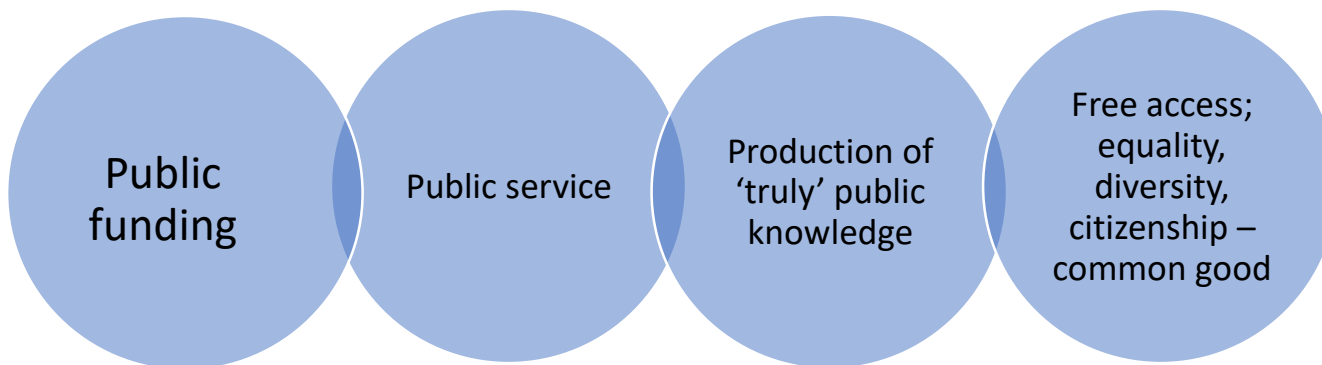 Public
funding
Public service
Production of
‘truly’ public
knowledge
Free access;
equality,
diversity,
citizenship –
common good